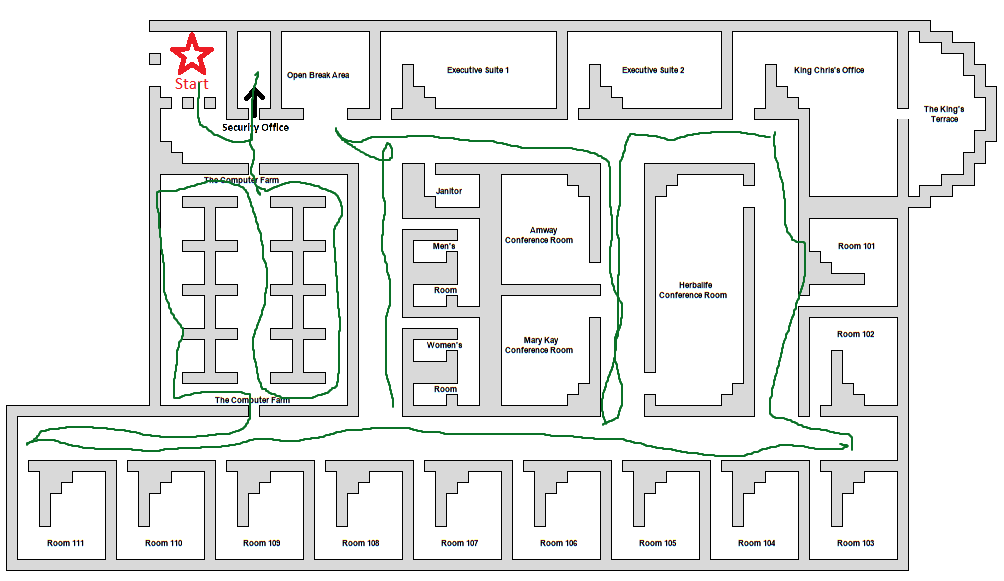 Start
Security Office
Open Break Area
Executive Suite 1
Executive Suite 2
King Chris's Office
The King's
Terrace
The Computer Farm
Janitor
Men's
Room
Amway
Conference Room
Herbalife
Conference Room
Room 101
Women's
Room
Mary Kay
Conference Room
Room 102
The Computer Farm
Room 111
Room 110
Room 109
Room 108
Room 107
Room 106
Room 105
Room 104
Room 103